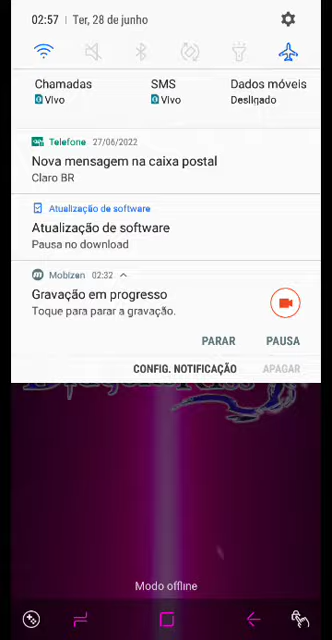 02:57 | Ter, 28 de junho
Chamadas SMS Dados móveis
Vivo Vivo Desligado
Telefone 27/06/2022
Nova mensagem na caixa postal
Claro BR
Atualização de software
Atualização de software
Pausa no download
Mobizen 02:32
Gravação em progresso
Toque para parar a gravação.
PARAR PAUSA
CONFIG. NOTIFICAÇÃO APAGAR
Modo offline